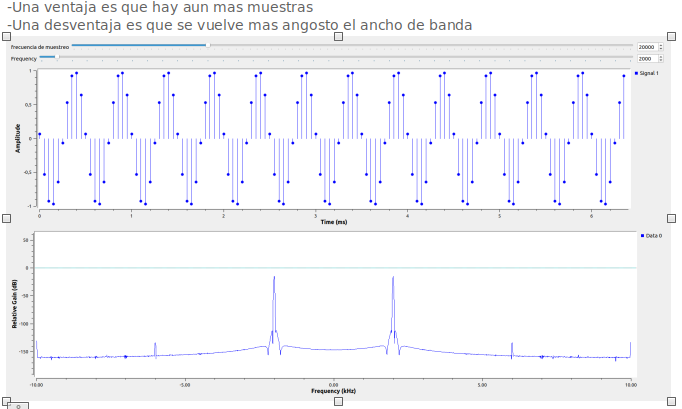 -Una ventaja es que hay aun mas muestras
-Una desventaja es que se vuelve mas angosto el ancho de banda
frecuencia de muestreo 20000
Frequency 2000
Signal 1
Amplitude
1
0,5
0
-0,5
-1
0 1 2 3 4 5 6
Time (ms)
Data 0
Relative Gain (dB)
50
0
-50
-100
-150
-10.00 -5.00 0.00 5.00 10.00
Frequency (kHz)